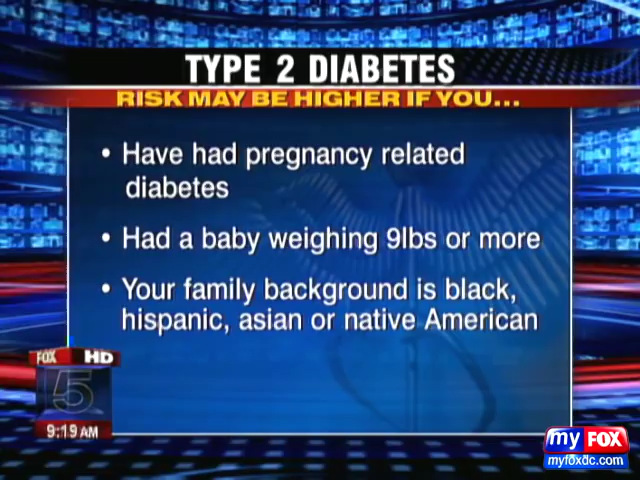 TYPE 2 DIABETES
RISK MAY BE HIGHER IF YOU...
• Have had pregnancy related
diabetes
• Had a baby weighing 9lbs or more
• Your family background is black,
hispanic, asian or native American
FOX HD
5
9:19 AM
my FOX
myfoxdc.com